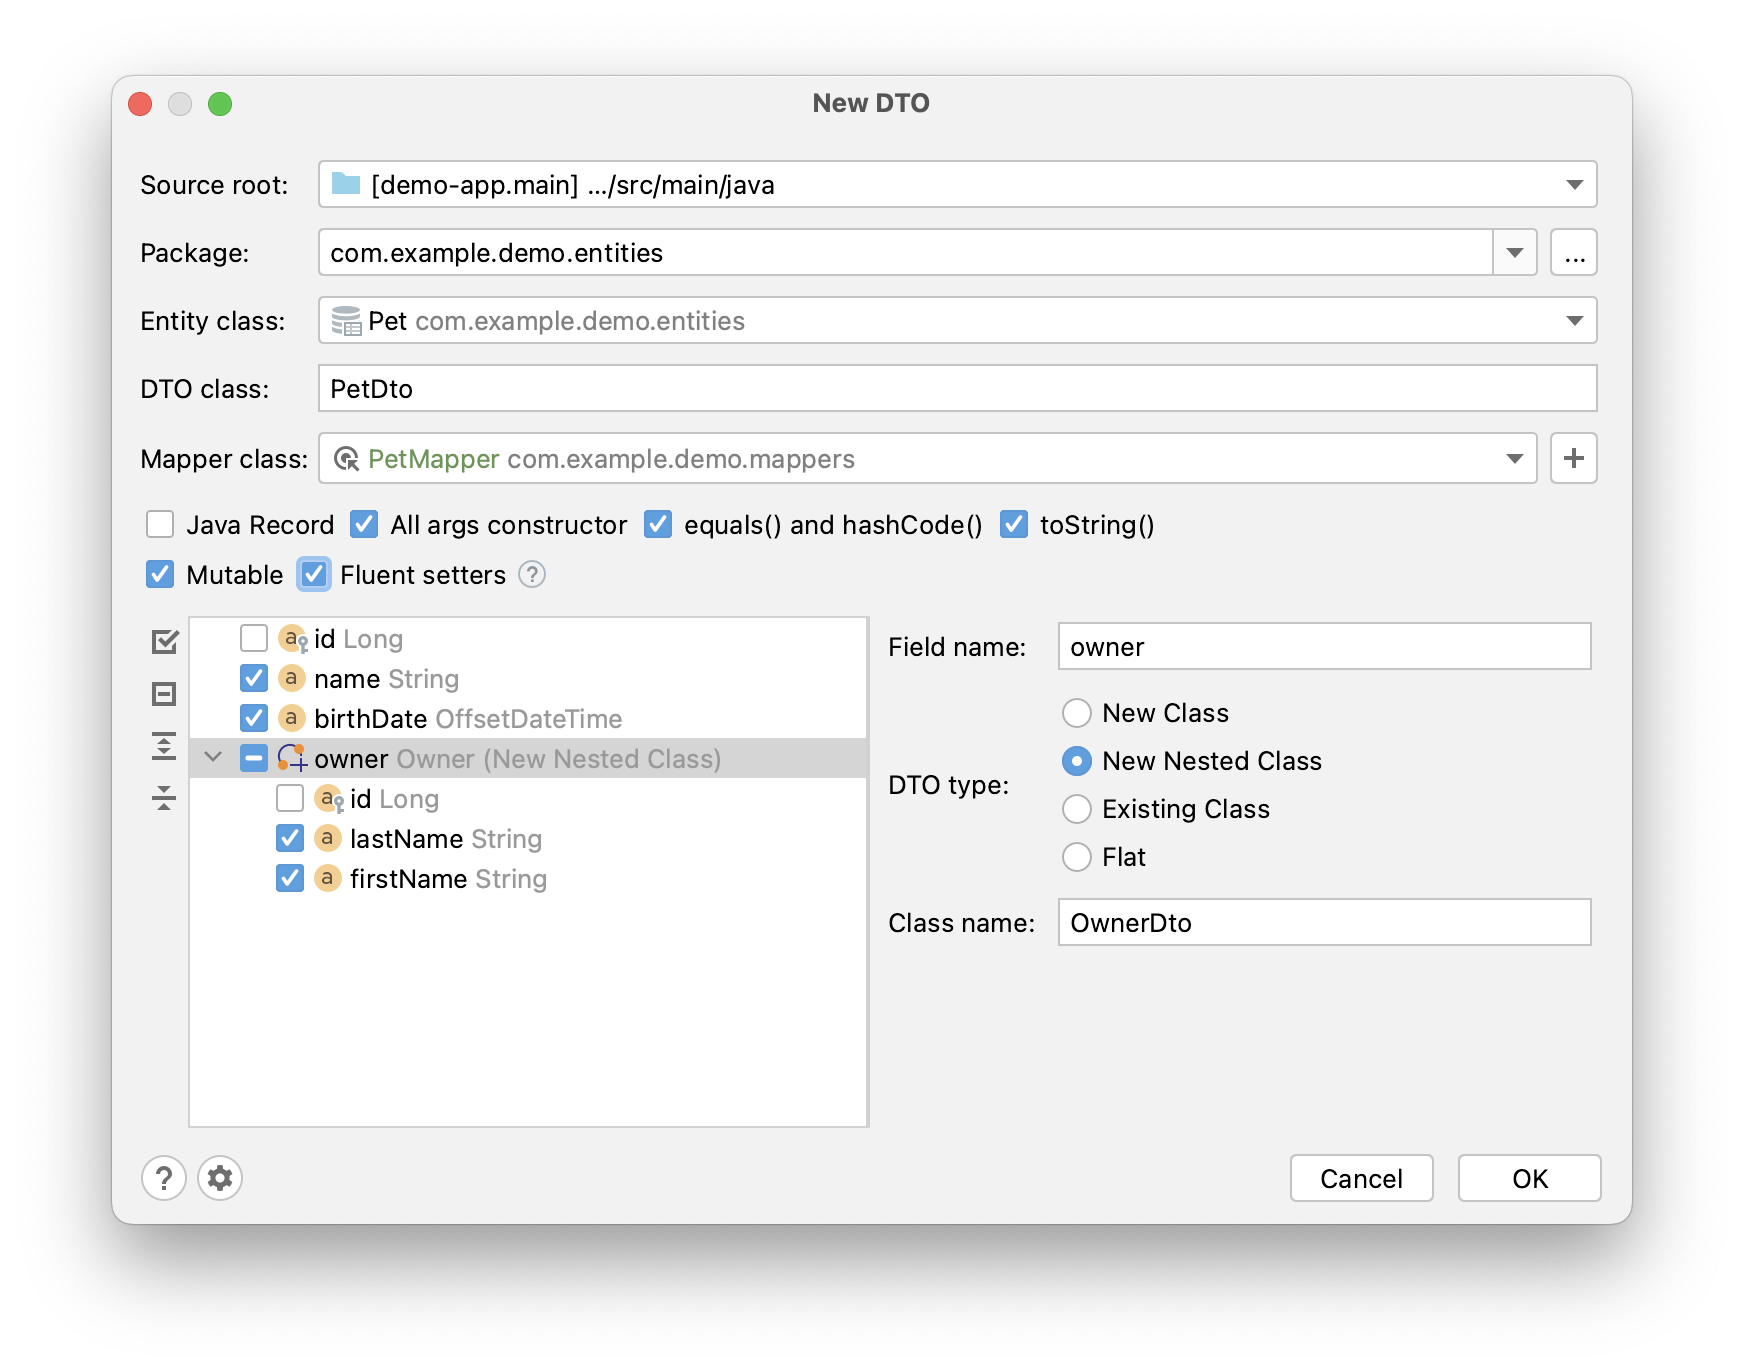 New DTO
Source root: [demo-app.main] .../src/main/java
Package: com.example.demo.entities ...
Entity class: Pet com.example.demo.entities
DTO class: PetDto
Mapper class: PetMapper com.example.demo.mappers +
Java Record All args constructor equals() and hashCode() toString()
Mutable Fluent setters ?
a id Long
a name String
a birthDate OffsetDateTime
owner Owner (New Nested Class)
a id Long
a lastName String
a firstName String
Field name: owner
DTO type:
New Class
New Nested Class
Existing Class
Flat
Class name: OwnerDto
? Cancel OK